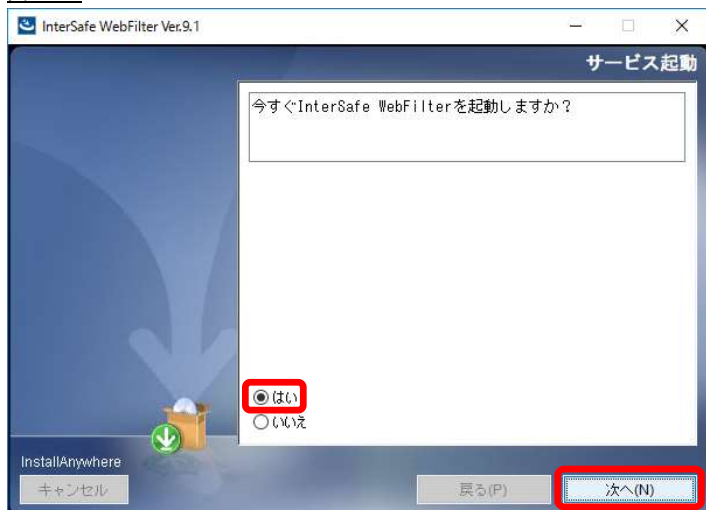 InterSafe WebFilter Ver.9.1
サービス起動
今すぐInterSafe WebFilterを起動しますか？
はい
いいえ
InstallAnywhere
キャンセル
戻る(P)
次へ(N)